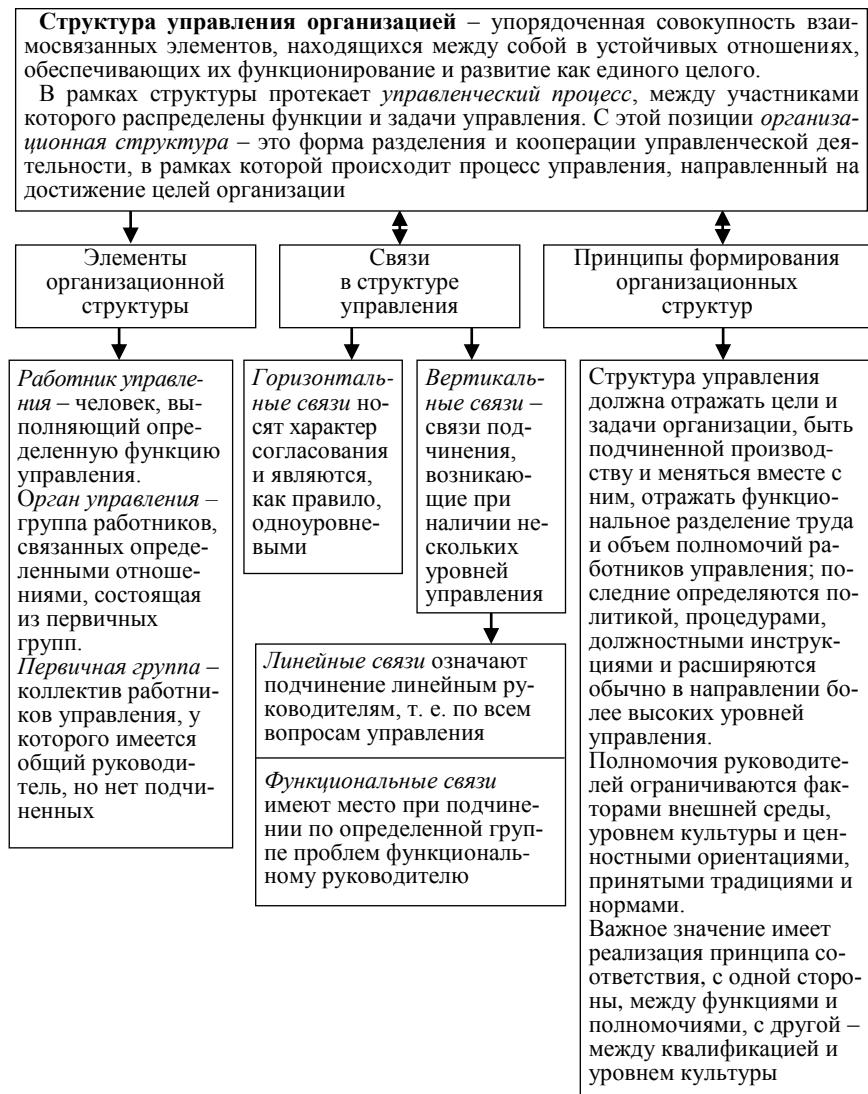 Структура управления организацией – упорядоченная совокупность взаи-
мосвязанных элементов, находящихся между собой в устойчивых отношениях,
обеспечивающих их функционирование и развитие как единого целого.
В рамках структуры протекает управленческий процесс, между участниками
которого распределены функции и задачи управления. С этой позиции организа-
ционная структура – это форма разделения и кооперации управленческой дея-
тельности, в рамках которой происходит процесс управления, направленный на
достижение целей организации
Элементы
организационной
структуры
Связи
в структуре
управления
Принципы формирования
организационных
структур
Работник управле-
ния – человек, вы-
полняющий опре-
деленную функцию
управления.
Орган управления –
группа работников,
связанных опреде-
ленными отноше-
ниями, состоящая
из первичных
групп.
Первичная группа –
коллектив работни-
ков управления, у
которого имеется
общий руководи-
тель, но нет подчи-
ненных
Горизонталь-
ные связи но-
сят характер
согласования
и являются,
как правило,
одноуровне-
выми
Вертикаль-
ные связи –
связи под-
чинения,
возникаю-
щие при
наличии не-
скольких
уровней
управления
Линейные связи означают
подчинение линейным ру-
ководителям, т. е. по всем
вопросам управления
Функциональные связи
имеют место при подчине-
нии по определенной груп-
пе проблем функциональ-
ному руководителю
Структура управления
должна отражать цели и
задачи организации, быть
подчиненной производ-
ству и меняться вместе с
ним, отражать функцио-
нальное разделение труда
и объем полномочий ра-
ботников управления; по-
следние определяются по-
литикой, процедурами,
должностными инструк-
циями и расширяются
обычно в направлении бо-
лее высоких уровней
управления.
Полномочия руководите-
лей ограничиваются фак-
торами внешней среды,
уровнем культуры и цен-
ностными ориентациями,
принятыми традициями и
нормами.
Важное значение имеет
реализация принципа со-
ответствия, с одной сторо-
ны, между функциями и
полномочиями, с другой –
между квалификацией и
уровнем культуры